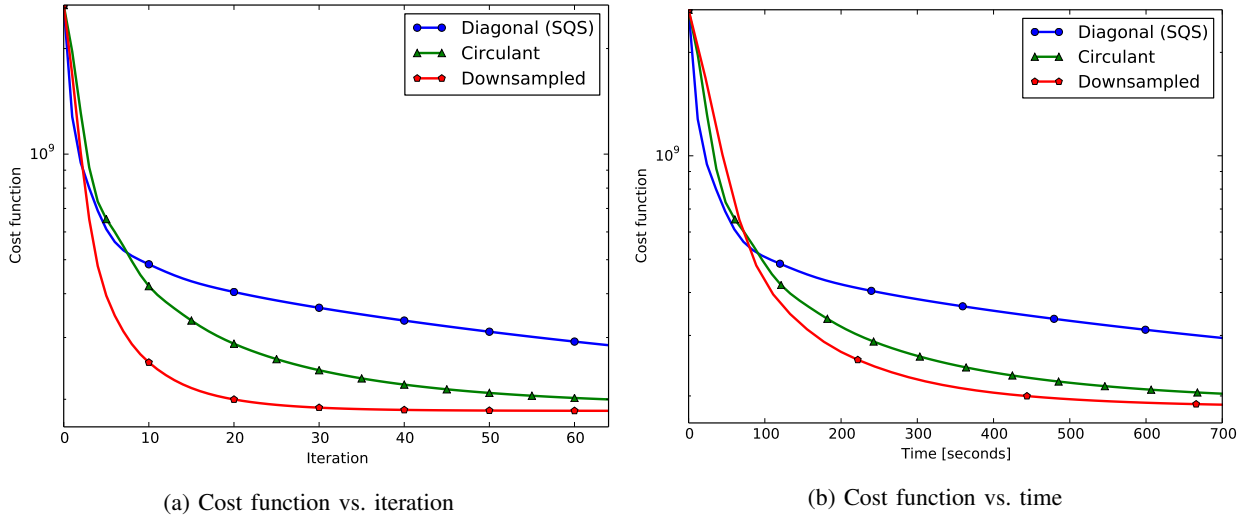 Diagonal (SQS)
Circulant
Downsampled
10^9
Cost function
0 10 20 30 40 50 60
Iteration
(a) Cost function vs. iteration
Diagonal (SQS)
Circulant
Downsampled
10^9
Cost function
0 100 200 300 400 500 600 700
Time [seconds]
(b) Cost function vs. time